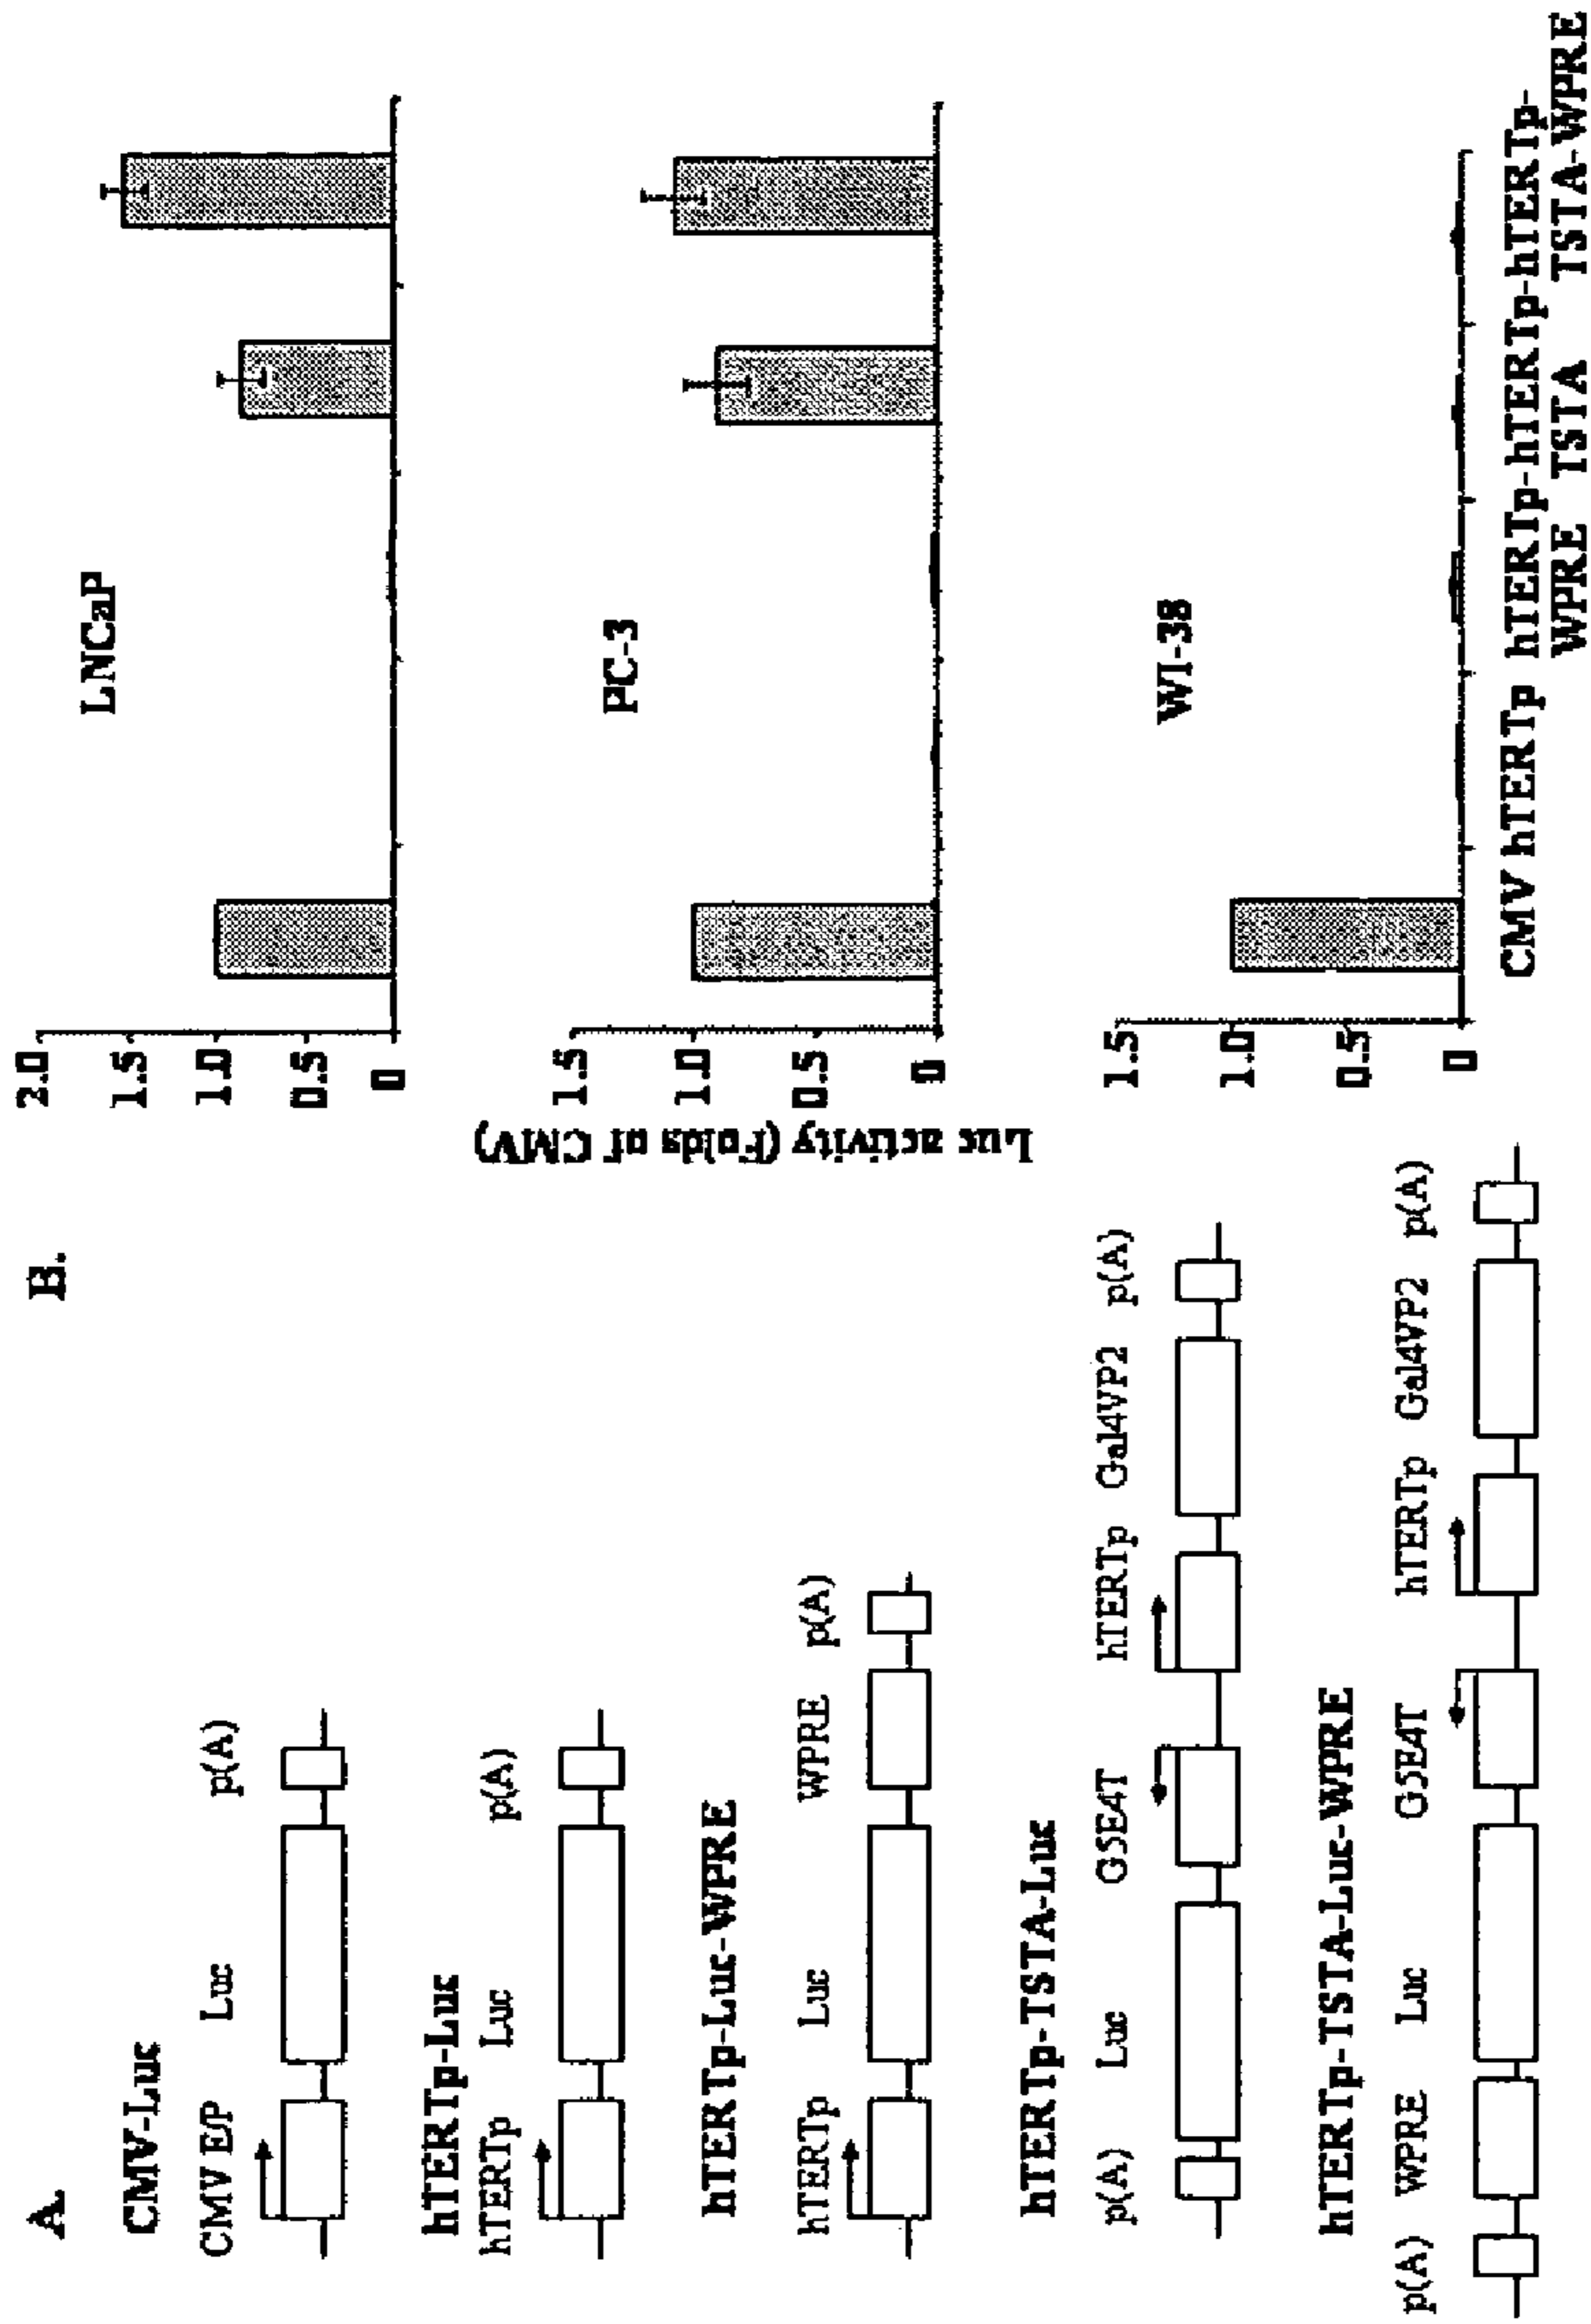 A.
CMV-Luc
CMV E/P Luc p(A)
hTERTp-Luc
hTERTp Luc p(A)
hTERTp-Luc-WPRE
hTERTp Luc WPRE p(A)
hTERTp-TSTA-Luc
p(A) Luc G5E4T hTERTp Gal4VP2 p(A)
hTERTp-TSTA-Luc-WPRE
p(A) WPRE Luc G5E4T hTERTp Gal4VP2 p(A)
B.
Luc activity (Folds of CMV)
LNCaP
2.0
1.5
1.0
0.5
0
PC-3
1.5
1.0
0.5
0
WI-38
1.5
1.0
0.5
0
CMV hTERTp hTERTp-hTERTp-hTERTp-
WPRE TSTA TSTA-WPRE